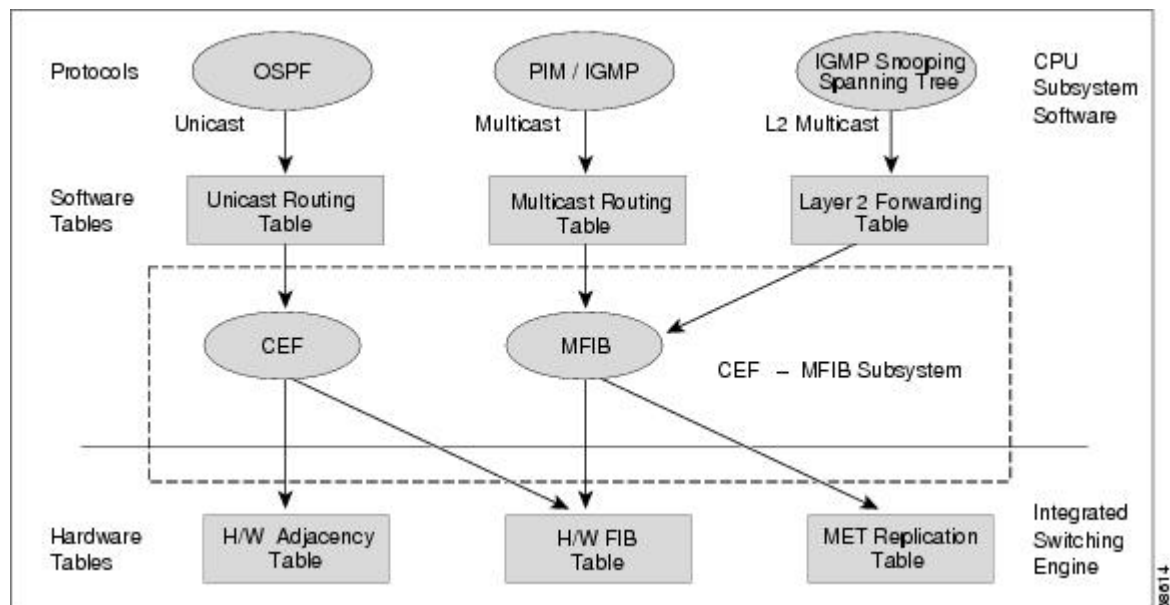 Protocols
OSPF
PIM / IGMP
IGMP Snooping
Spanning Tree
CPU
Subsystem
Software
Unicast
Multicast
L2 Multicast
Software
Tables
Unicast Routing
Table
Multicast Routing
Table
Layer 2 Forwarding
Table
CEF
MFIB
CEF – MFIB Subsystem
Hardware
Tables
H/W Adjacency
Table
H/W FIB
Table
MET Replication
Table
Integrated
Switching
Engine